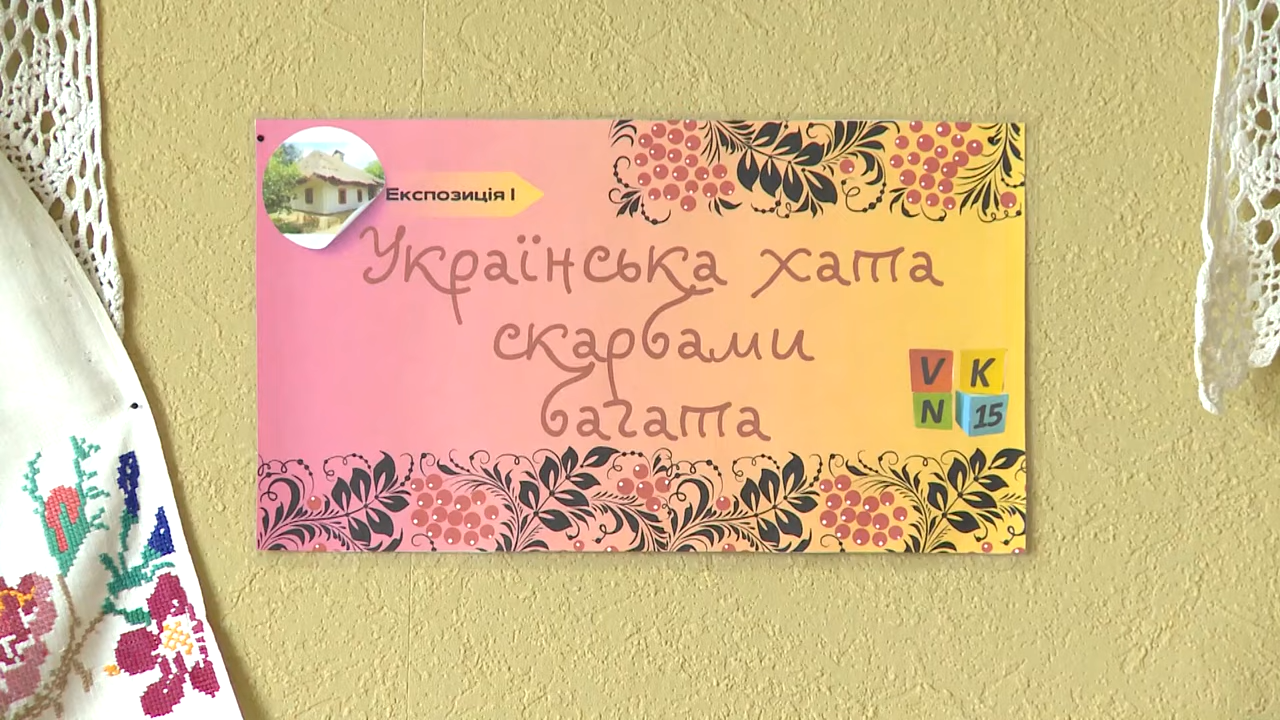 Експозиція І
Українська хата
скарбами
багата
V K
N 15